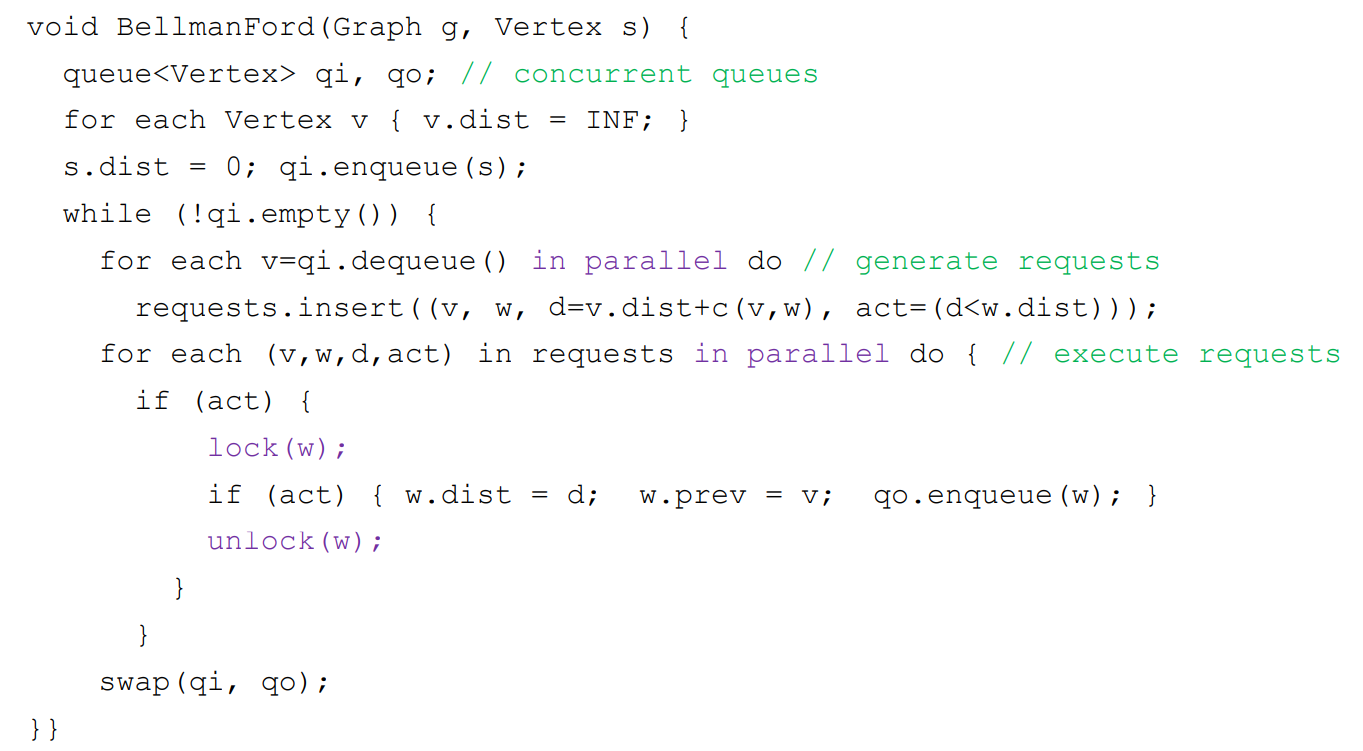 void BellmanFord(Graph g, Vertex s) {
  queue<Vertex> qi, qo; // concurrent queues
  for each Vertex v { v.dist = INF; }
  s.dist = 0; qi.enqueue(s);
  while (!qi.empty()) {
    for each v=qi.dequeue() in parallel do // generate requests
      requests.insert((v, w, d=v.dist+c(v,w), act=(d<w.dist)));
    for each (v,w,d,act) in requests in parallel do { // execute requests
      if (act) {
          lock(w);
          if (act) { w.dist = d;  w.prev = v;  qo.enqueue(w); }
          unlock(w);
        }
      }
    swap(qi, qo);
}}